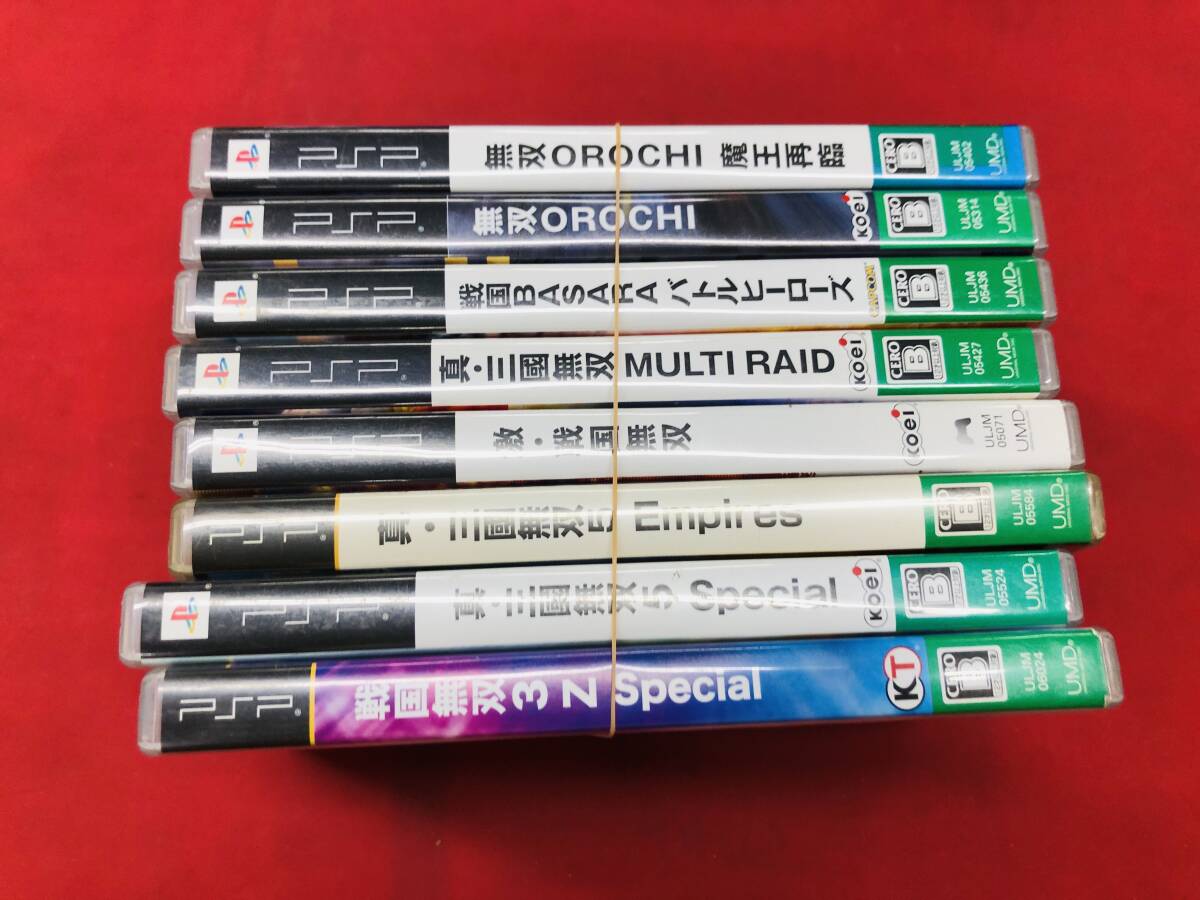 PSP 無双OROCHI 魔王再臨 CERO B ULJM 05402 UMD
PSP 無双OROCHI KOEI CERO B ULJM 05314 UMD
PSP 戦国BASARA バトルヒーローズ CAPCOM CERO B ULJM 05436 UMD
PSP 真・三國無双 MULTI RAID KOEI CERO B ULJM 05427 UMD
PSP 激・戦国無双 KOEI ULJM 05071 UMD
PSP 真・三國無双5 Empires CERO B ULJM 05584 UMD
PSP 真・三國無双5 Special KOEI CERO B ULJM 05524 UMD
PSP 戦国無双3 Z Special KT CERO B ULJM 06024 UMD